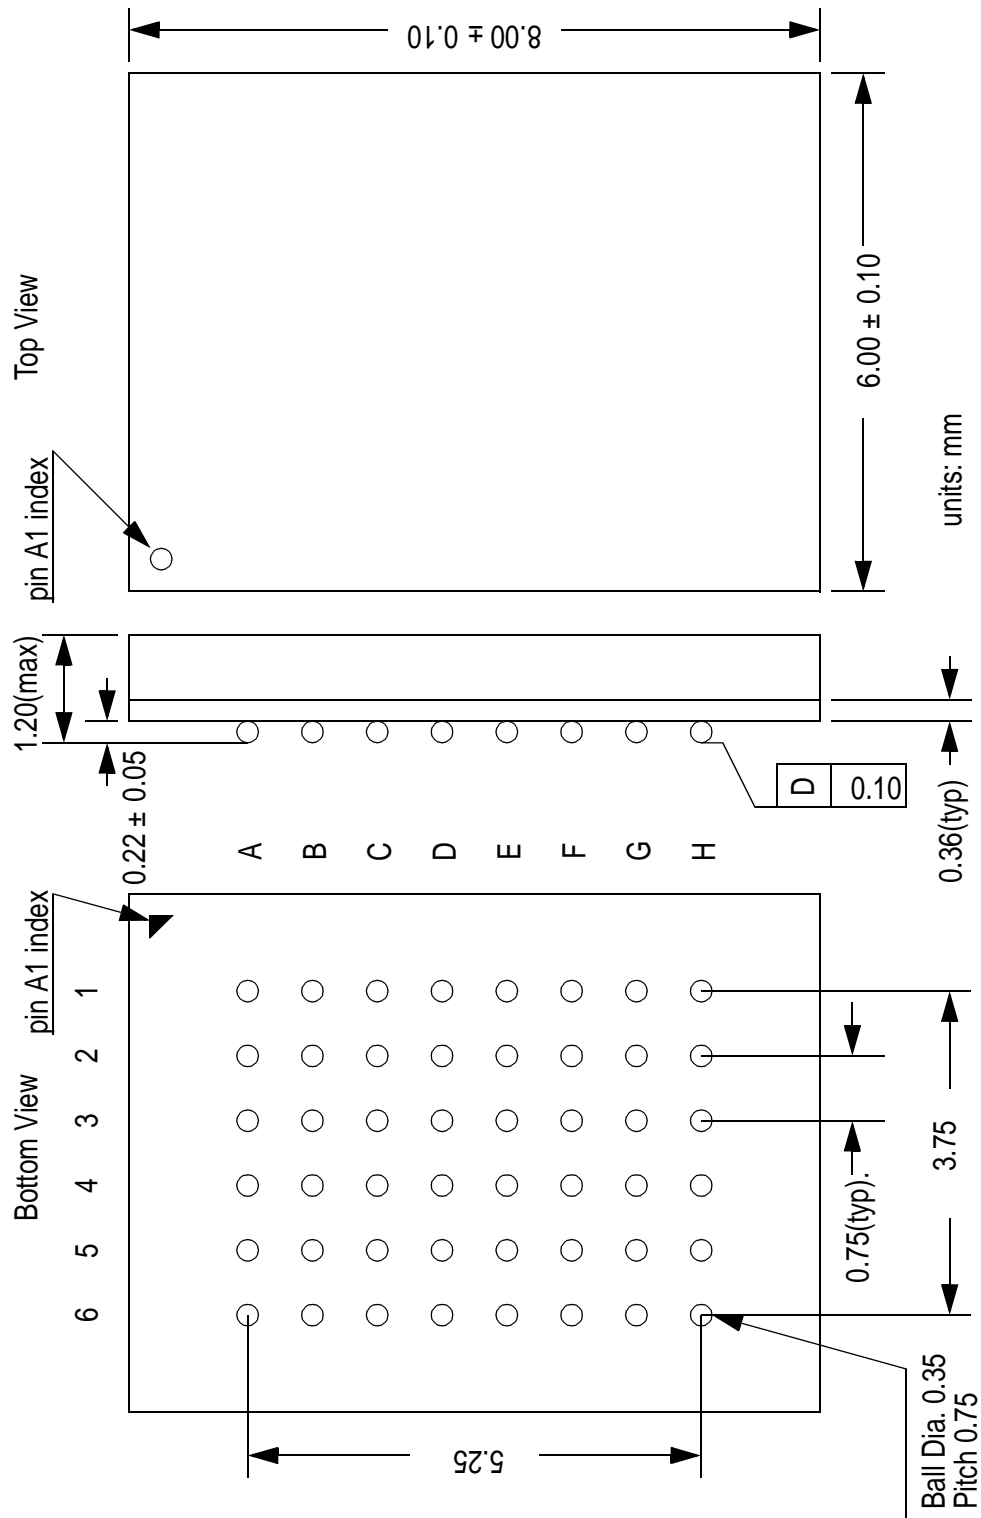 Bottom View
Top View
pin A1 index
pin A1 index
1.20(max)
0.22 ± 0.05
8.00 ± 0.10
6.00 ± 0.10
6 5 4 3 2 1
A
B
C
D
E
F
G
H
D 0.10
0.36(typ)
0.75(typ).
3.75
5.25
Ball Dia. 0.35
Pitch 0.75
units: mm